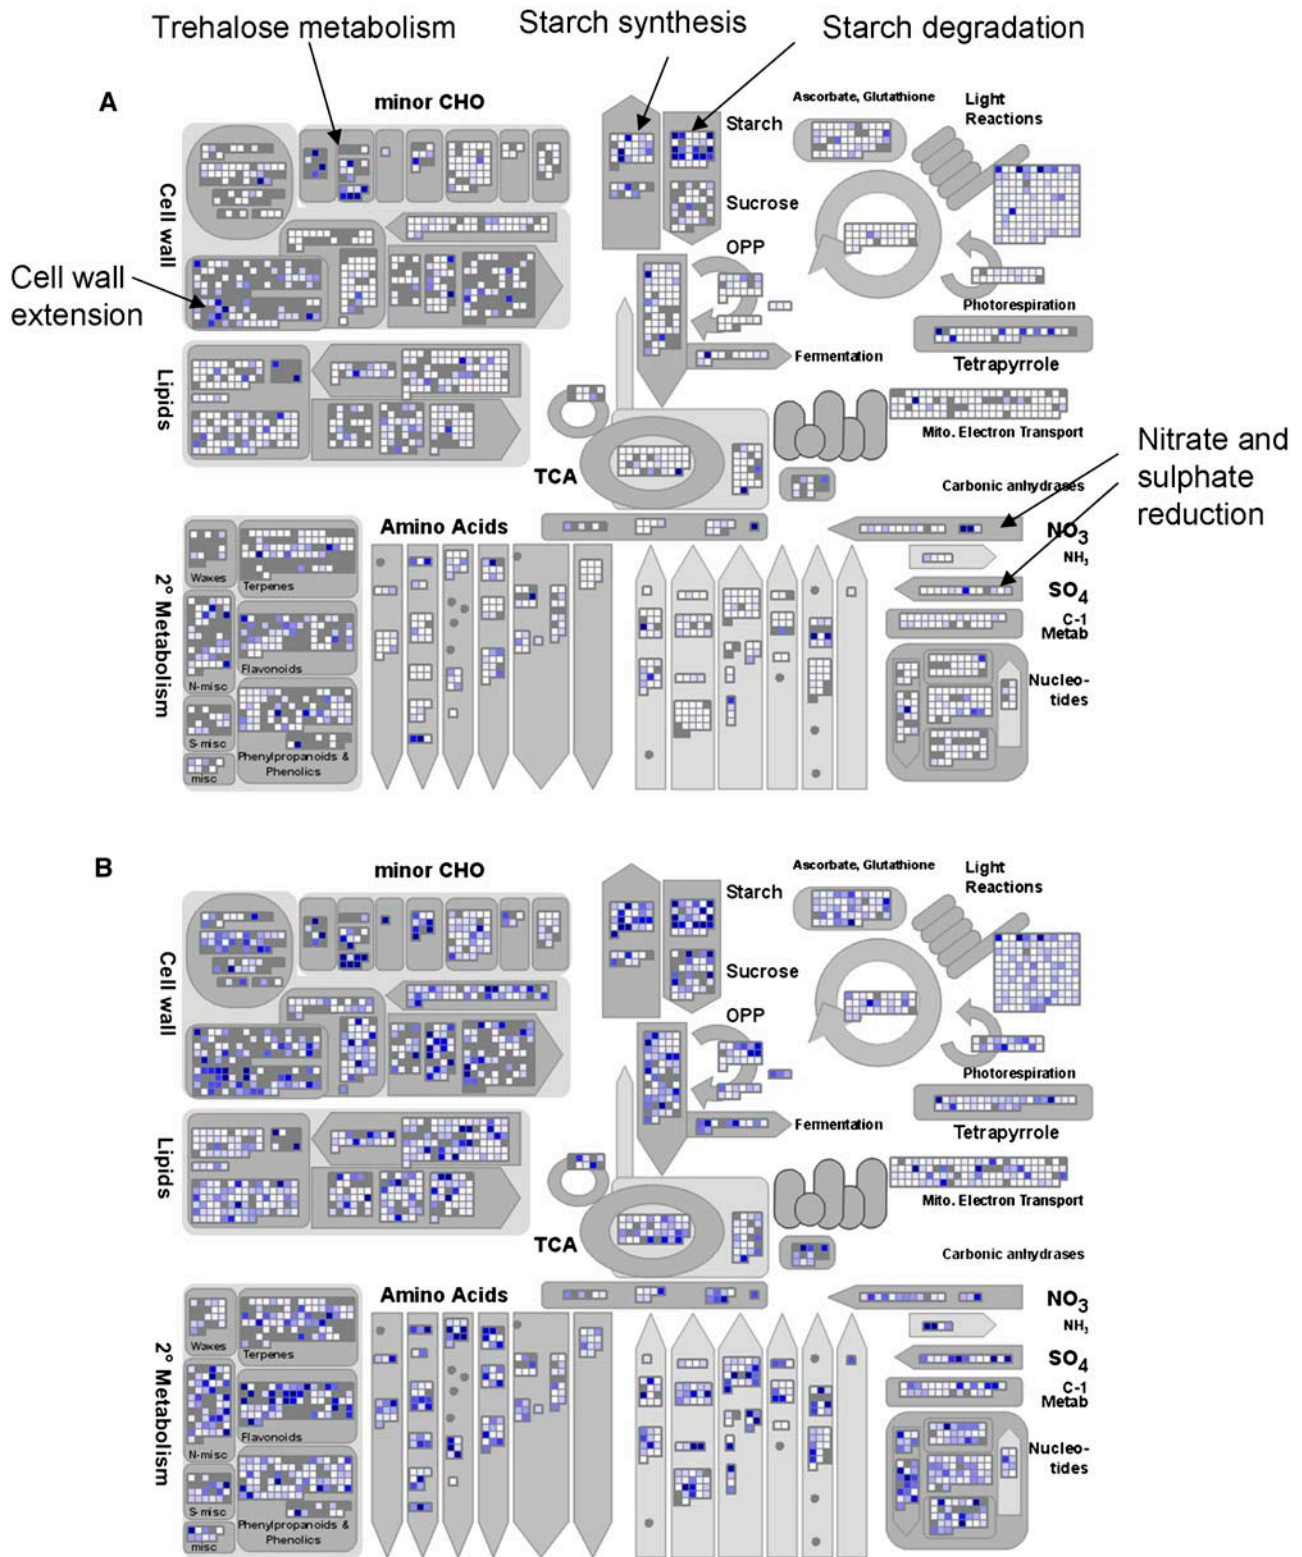 Trehalose metabolism
Starch synthesis
Starch degradation
A
minor CHO
Ascorbate, Glutathione
Light
Reactions
Starch
Cell wall
Sucrose
OPP
Cell wall
extension
Photorespiration
Fermentation
Tetrapyrrole
Lipids
Mito. Electron Transport
Nitrate and
sulphate
reduction
TCA
Carbonic anhydrases
Amino Acids
NO3
NH3
Waxes
Terpenes
SO4
C-1
Metab
2° Metabolism
Flavonoids
N-misc
Nucleo-
tides
S-misc
Phenylpropanoids &
Phenolics
misc
B
minor CHO
Ascorbate, Glutathione
Light
Reactions
Starch
Cell wall
Sucrose
OPP
Photorespiration
Fermentation
Tetrapyrrole
Lipids
Mito. Electron Transport
TCA
Carbonic anhydrases
Amino Acids
NO3
NH3
Waxes
Terpenes
SO4
C-1
Metab
2° Metabolism
Flavonoids
N-misc
Nucleo-
tides
S-misc
Phenylpropanoids &
Phenolics
misc